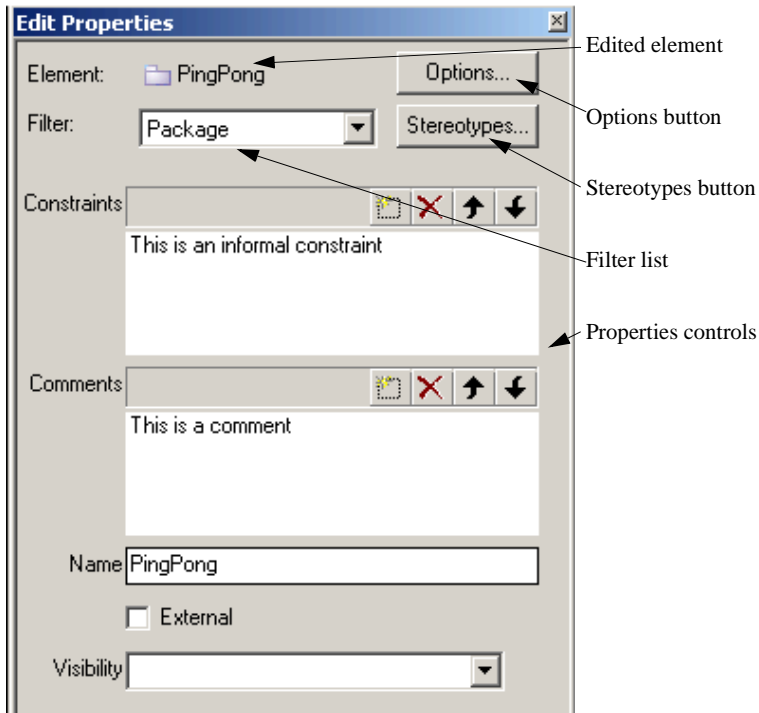 Edit Properties
Edited element
Element: PingPong Options...
Options button
Filter: Package Stereotypes...
Stereotypes button
Constraints
This is an informal constraint
Filter list
Properties controls
Comments
This is a comment
Name PingPong
External
Visibility